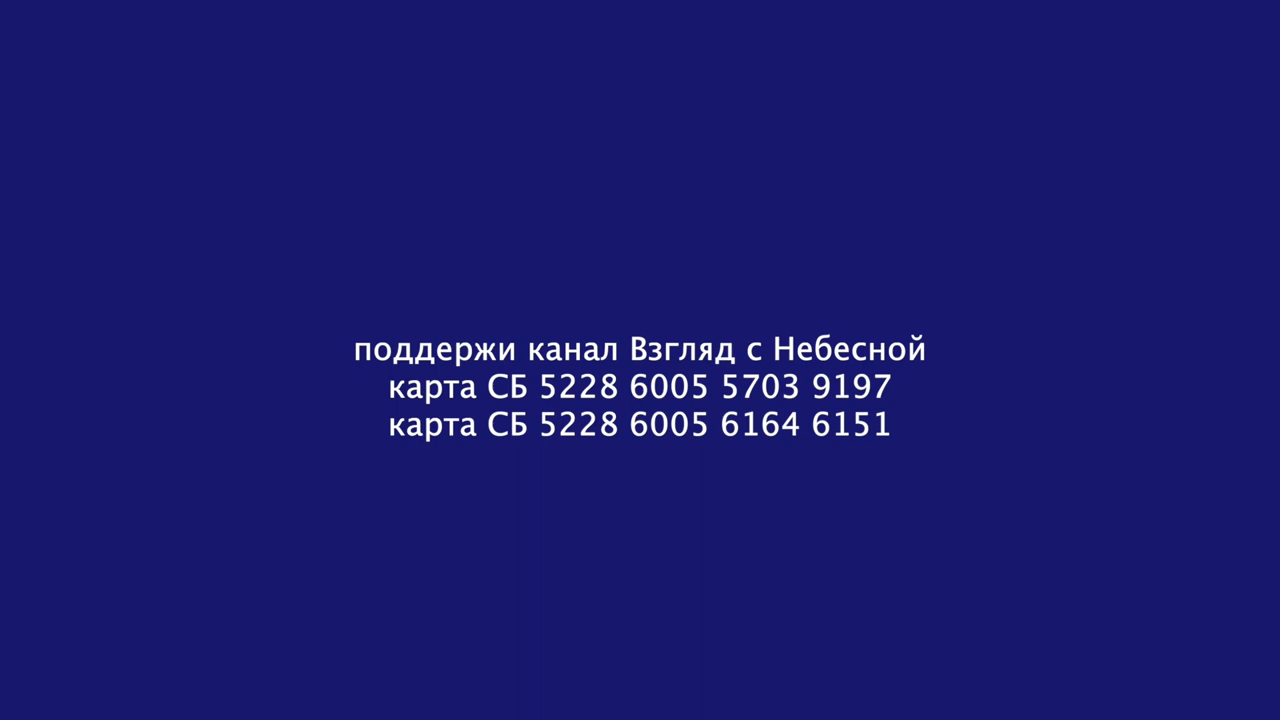 поддержи канал Взгляд с Небесной
карта СБ 5228 6005 5703 9197
карта СБ 5228 6005 6164 6151